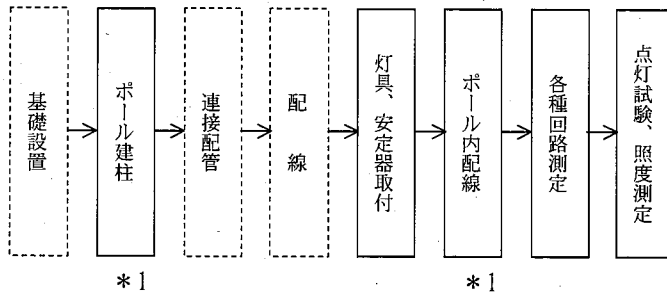 基礎設置
ポール建柱
連接配管
配線
灯具、安定器取付
ポール内配線
各種回路測定
点灯試験、照度測定
*1
*1